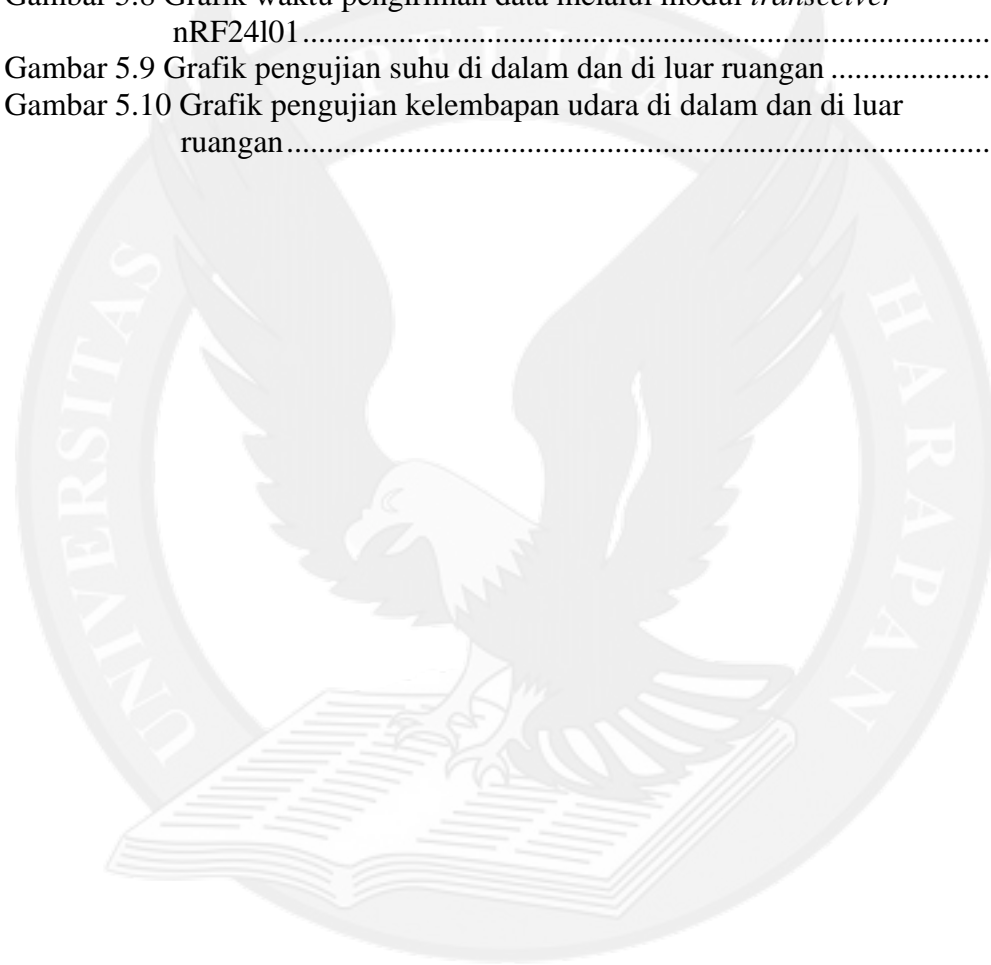 Gambar 5.8 Grafik waktu pengiriman data melalui modul transceiver
nRF24l01.......................................................................................
Gambar 5.9 Grafik pengujian suhu di dalam dan di luar ruangan ....................
Gambar 5.10 Grafik pengujian kelembapan udara di dalam dan di luar
ruangan.........................................................................................
UNIVERSITAS PELITA HARAPAN